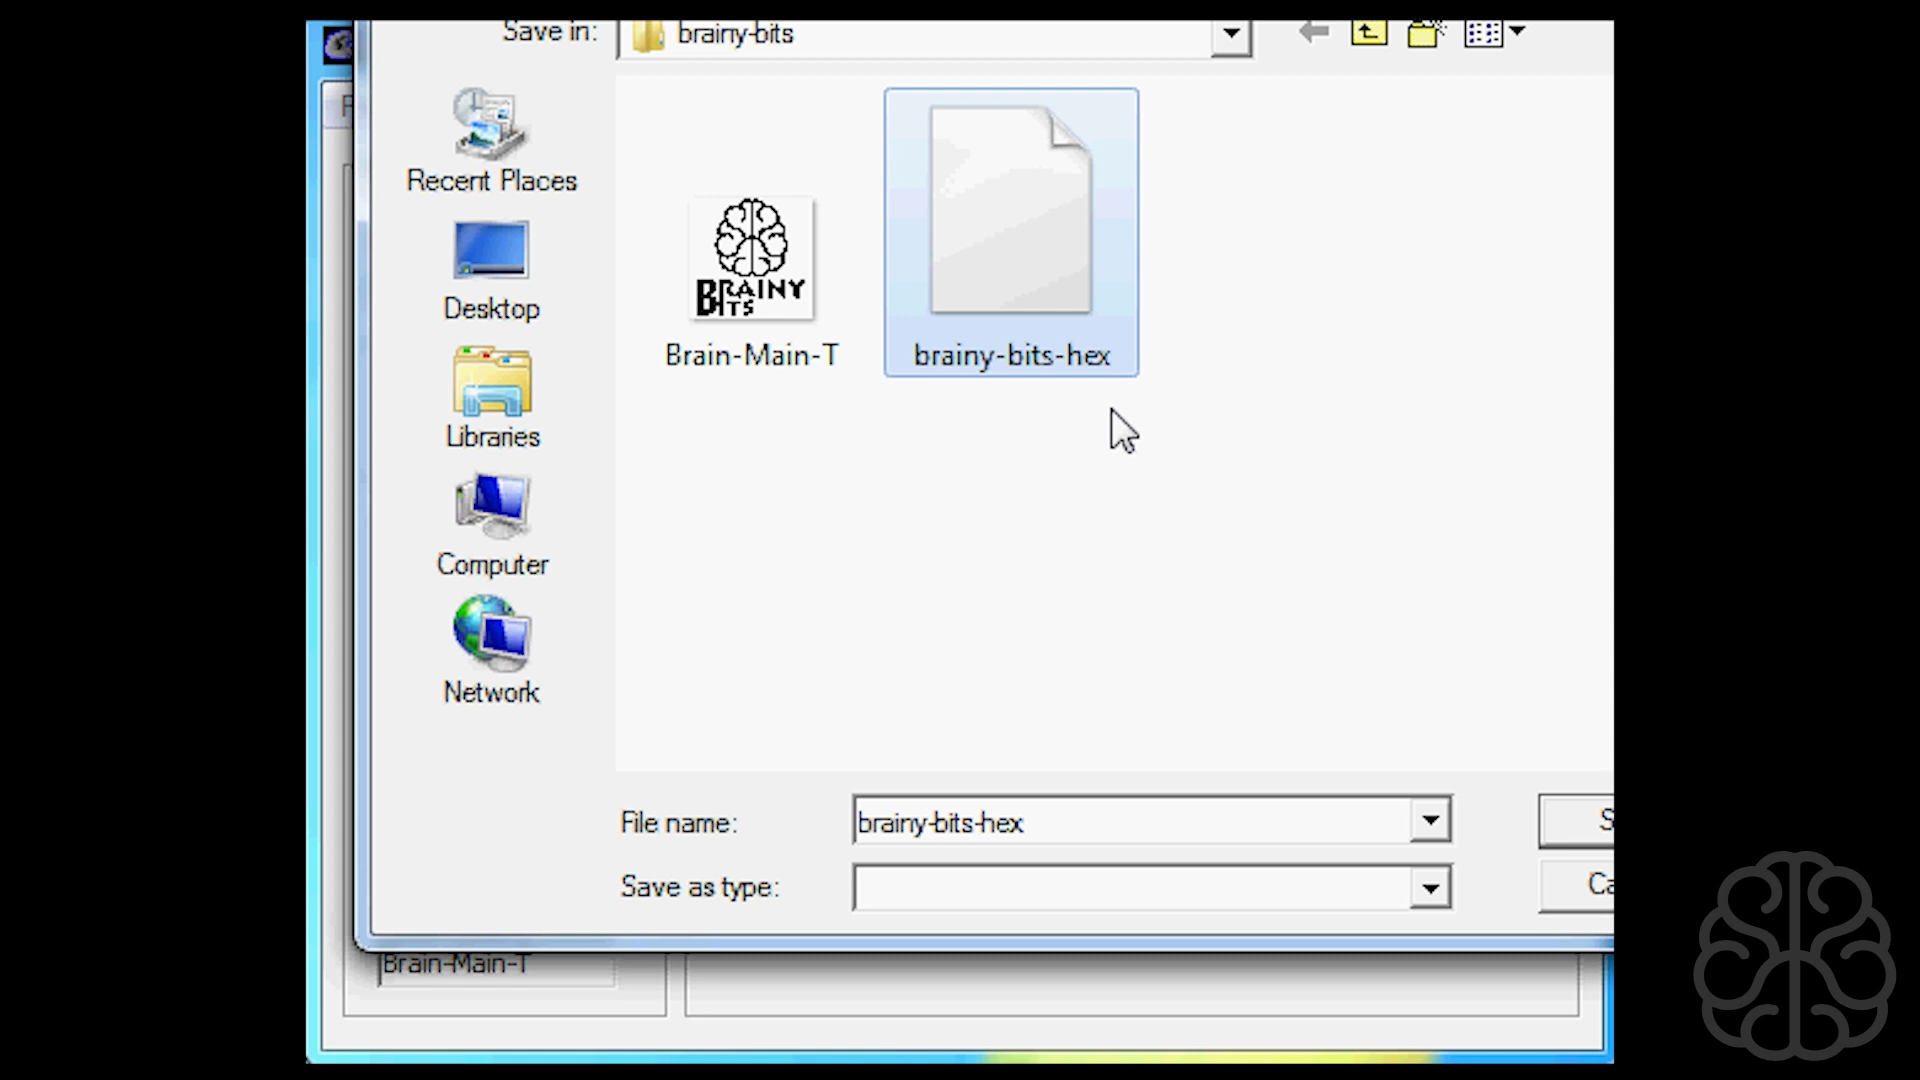 Save in:
brainy-bits
Recent Places
Desktop
Libraries
Computer
Network
BRAINY
BITS
Brain-Main-T
brainy-bits-hex
File name:
brainy-bits-hex
Save as type:
Brain-Main-T